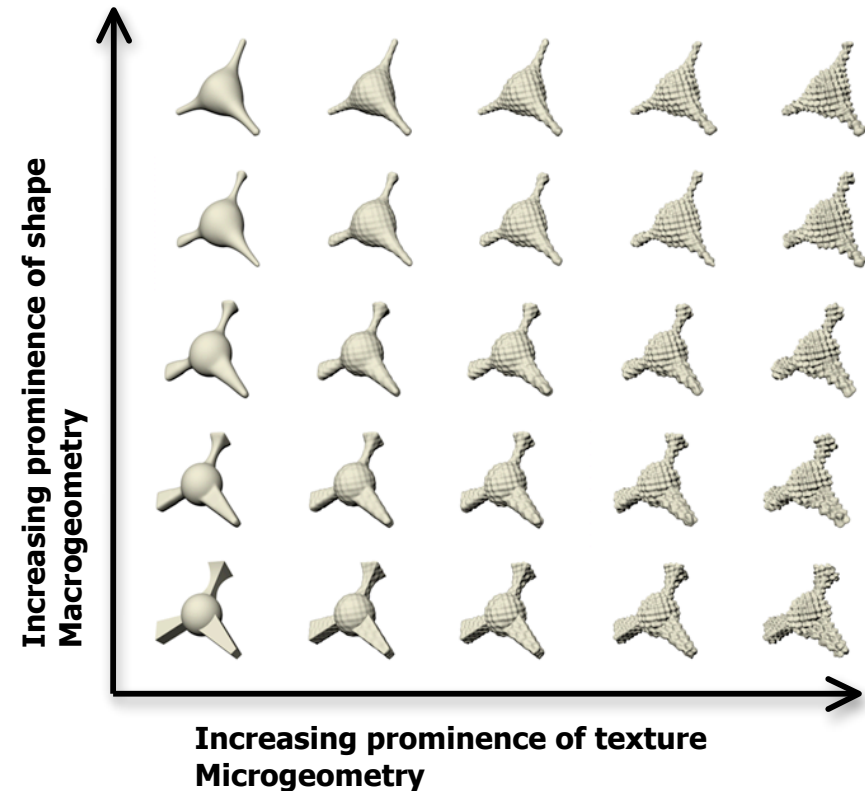 Increasing prominence of shape
Macrogeometry
Increasing prominence of texture
Microgeometry